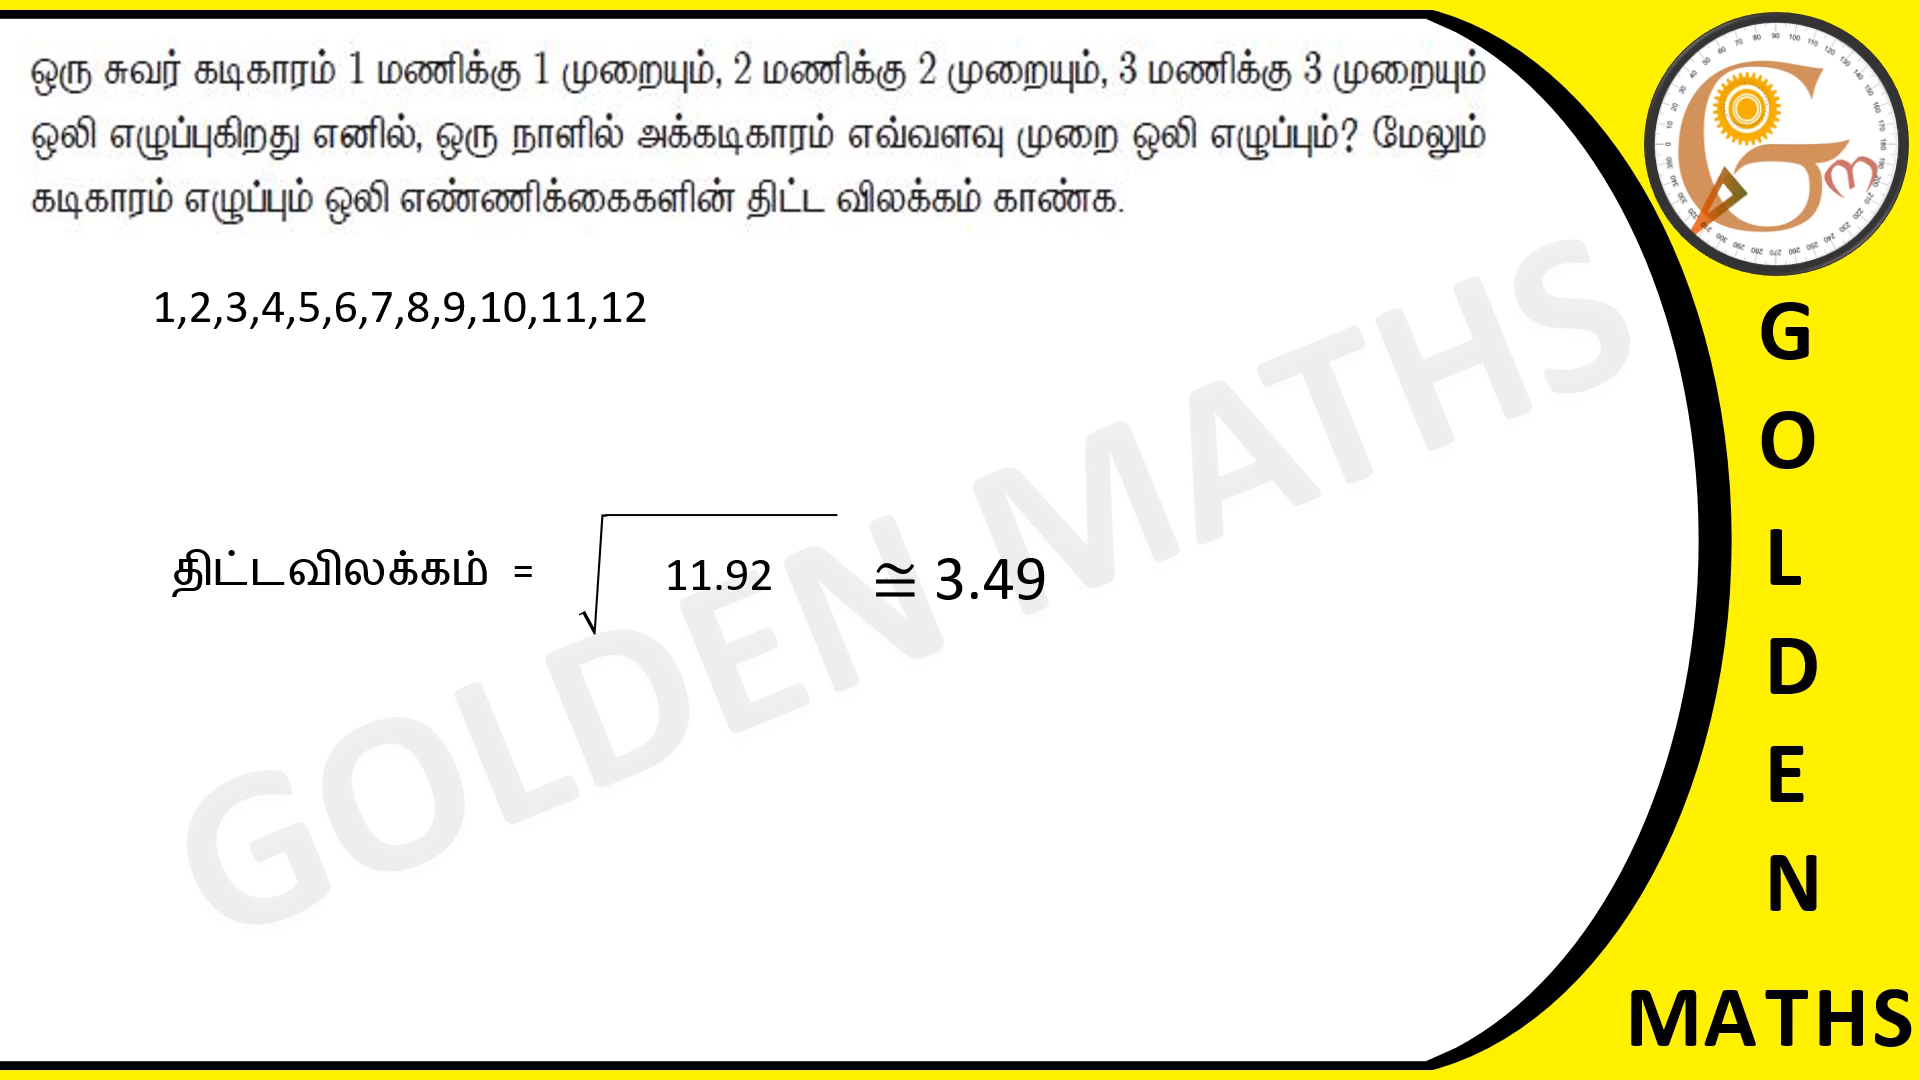 ஒரு சுவர் கடிகாரம் 1 மணிக்கு 1 முறையும், 2 மணிக்கு 2 முறையும், 3 மணிக்கு 3 முறையும்
ஒலி எழுப்புகிறது எனில், ஒரு நாளில் அக்கடிகாரம் எவ்வளவு முறை ஒலி எழுப்பும்? மேலும்
கடிகாரம் எழுப்பும் ஒலி எண்ணிக்கைகளின் திட்ட விலக்கம் காண்க.
1,2,3,4,5,6,7,8,9,10,11,12
திட்டவிலக்கம் = √11.92 ≅ 3.49
GOLDEN MATHS
G
O
L
D
E
N
MATHS